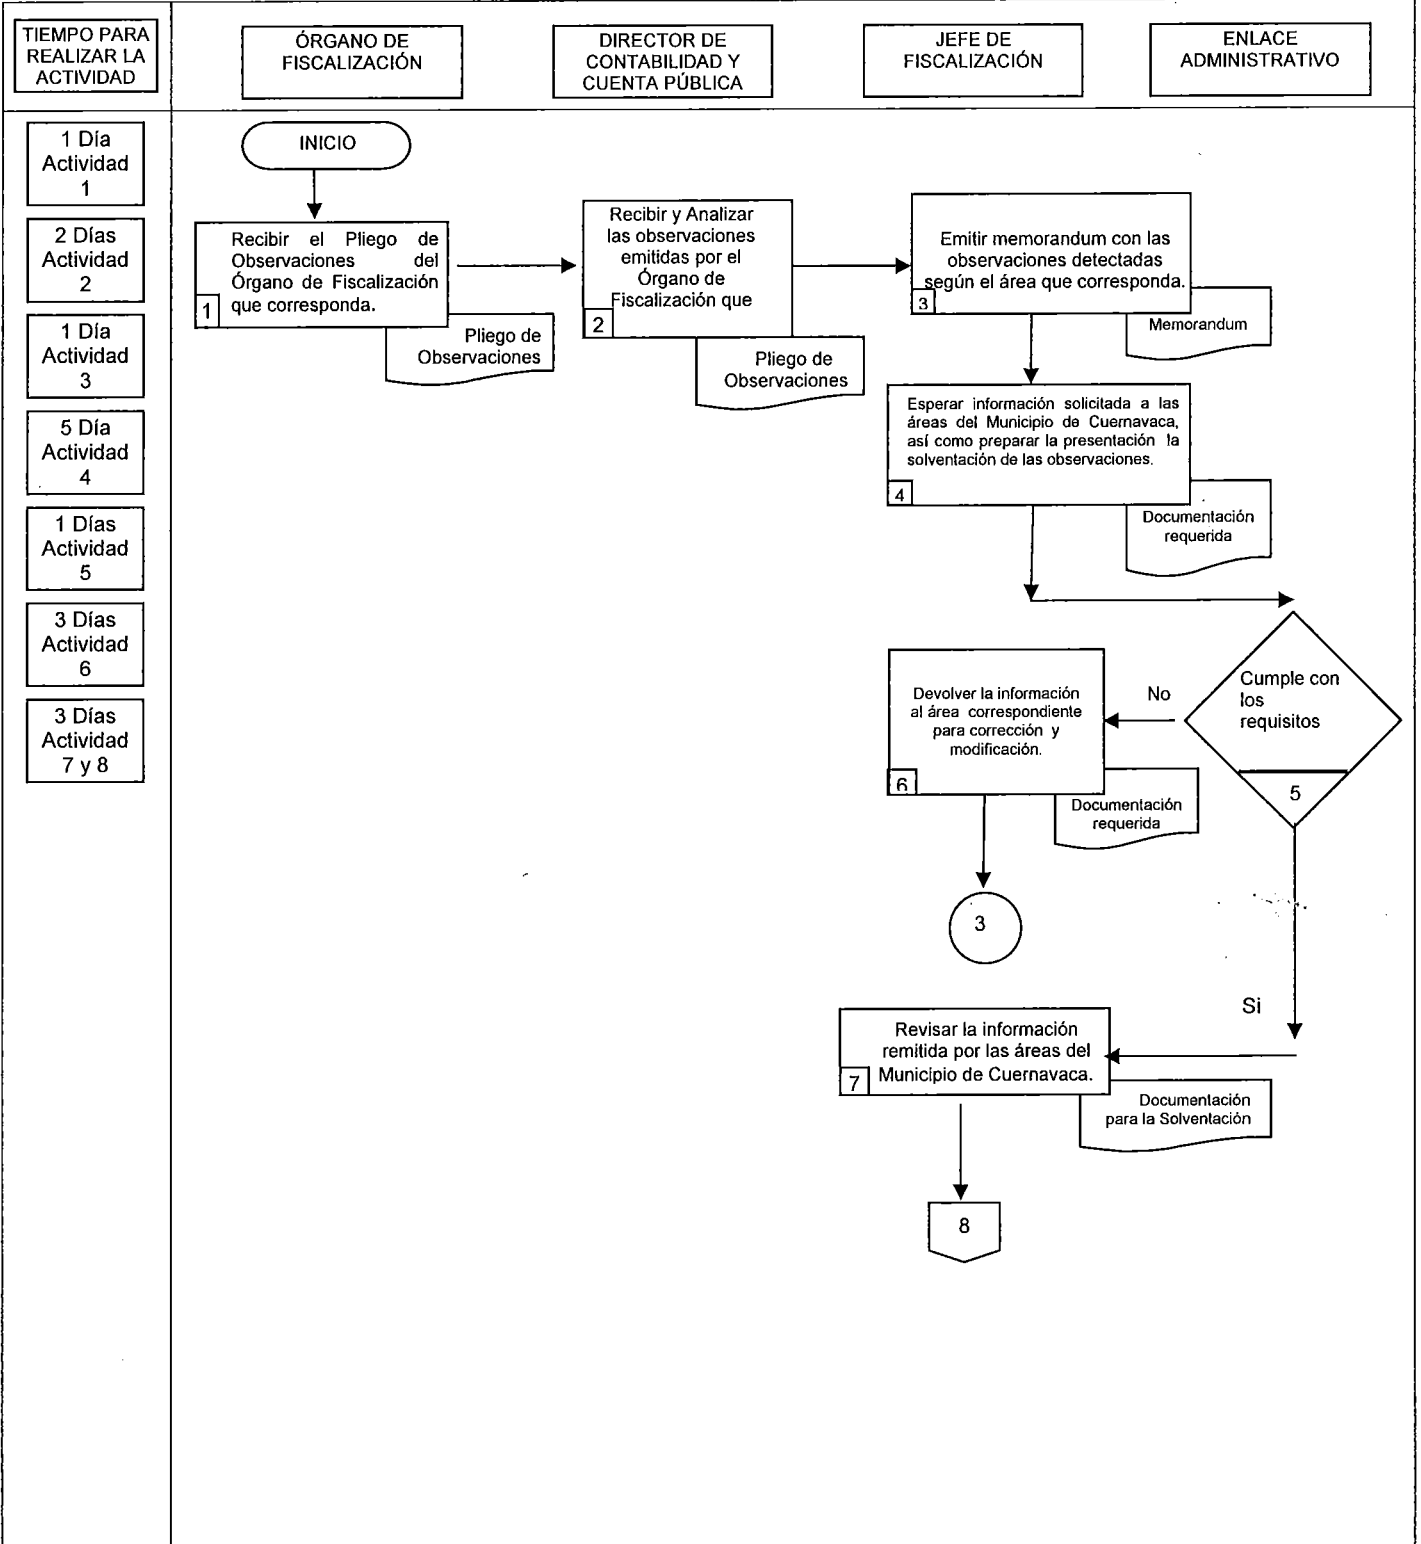 TIEMPO PARA
REALIZAR LA
ACTIVIDAD
ÓRGANO DE
FISCALIZACIÓN
DIRECTOR DE
CONTABILIDAD Y
CUENTA PÚBLICA
JEFE DE
FISCALIZACIÓN
ENLACE
ADMINISTRATIVO
1 Día
Actividad
1
2 Días
Actividad
2
1 Día
Actividad
3
5 Día
Actividad
4
1 Días
Actividad
5
3 Días
Actividad
6
3 Días
Actividad
7 y 8
INICIO
Recibir el Pliego de
Observaciones del
Órgano de Fiscalización
que corresponda.
1
Pliego de
Observaciones
Recibir y Analizar
las observaciones
emitidas por el
Órgano de
Fiscalización que
2
Pliego de
Observaciones
Emitir memorandum con las
observaciones detectadas
según el área que corresponda.
3
Memorandum
Esperar información solicitada a las
áreas del Municipio de Cuernavaca,
así como preparar la presentación la
solventación de las observaciones.
4
Documentación
requerida
Cumple con
los
requisitos
5
No
Devolver la información
al área correspondiente
para corrección y
modificación.
6
Documentación
requerida
3
Si
Revisar la información
remitida por las áreas del
Municipio de Cuernavaca.
7
Documentación
para la Solventación
8